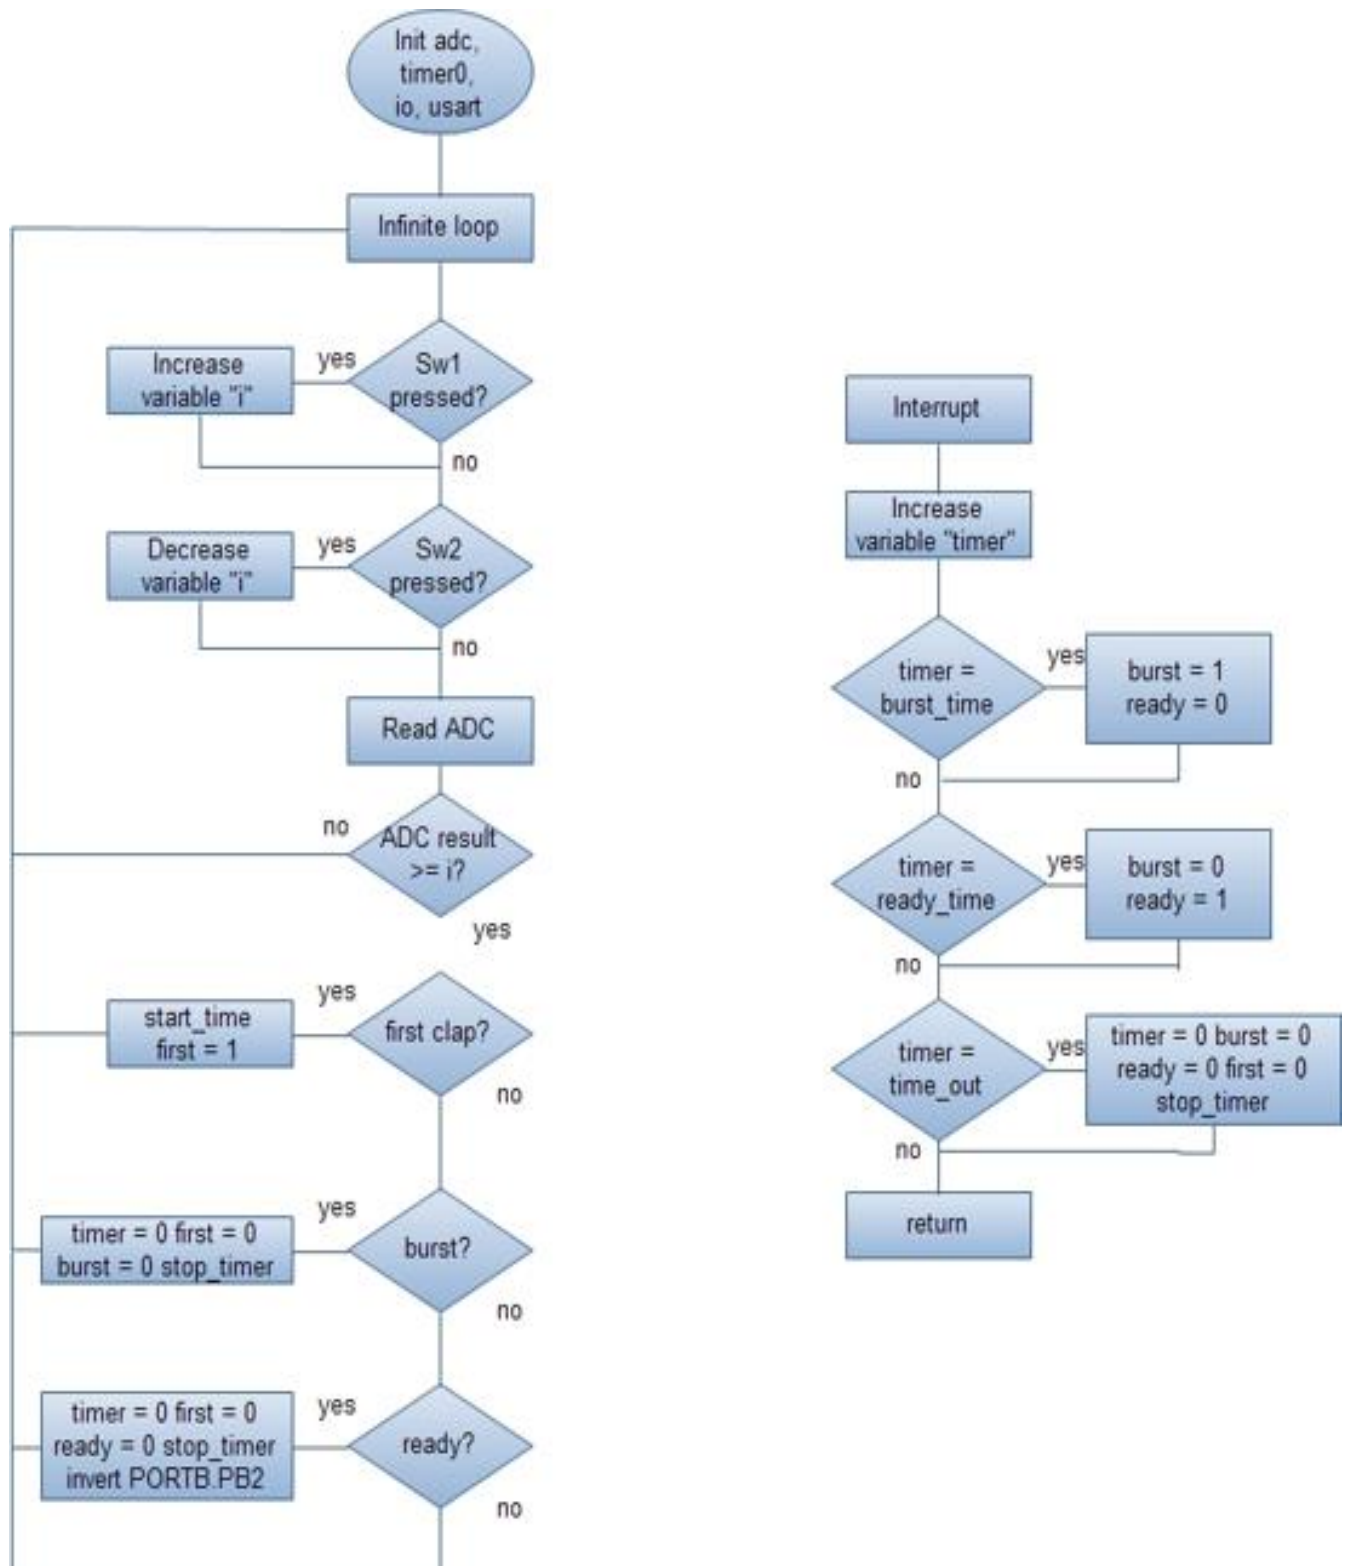 Init adc,
timer0,
io, usart
Infinite loop
Sw1
pressed?
yes
Increase
variable "i"
no
Sw2
pressed?
yes
Decrease
variable "i"
no
Read ADC
ADC result
>= i?
no
yes
first clap?
yes
start_time
first = 1
no
burst?
yes
timer = 0 first = 0
burst = 0 stop_timer
no
ready?
yes
timer = 0 first = 0
ready = 0 stop_timer
invert PORTB.PB2
no
Interrupt
Increase
variable "timer"
timer =
burst_time
yes
burst = 1
ready = 0
no
timer =
ready_time
yes
burst = 0
ready = 1
no
timer =
time_out
yes
timer = 0 burst = 0
ready = 0 first = 0
stop_timer
no
return